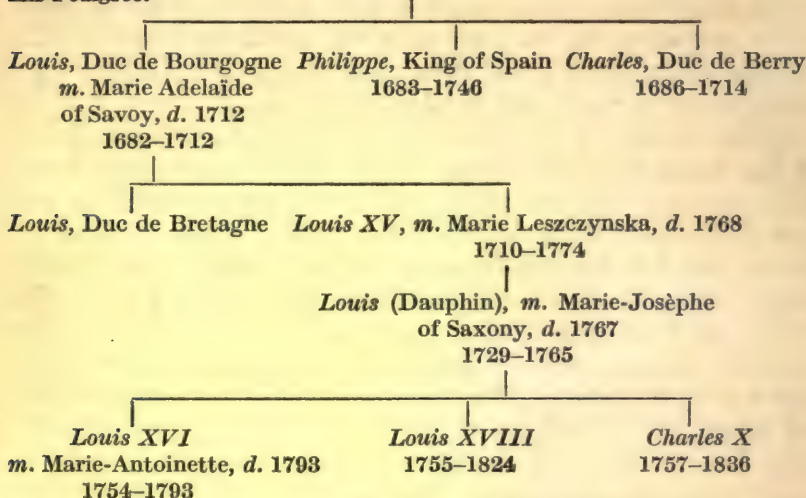 Louis, Duc de Bourgogne Philippe, King of Spain Charles, Duc de Berry
m. Marie Adelaïde 1683–1746 1686–1714
of Savoy, d. 1712
1682–1712
Louis, Duc de Bretagne Louis XV, m. Marie Leszczynska, d. 1768
1710–1774
Louis (Dauphin), m. Marie-Josèphe
of Saxony, d. 1767
1729–1765
Louis XVI Louis XVIII Charles X
m. Marie-Antoinette, d. 1793 1755–1824 1757–1836
1754–1793